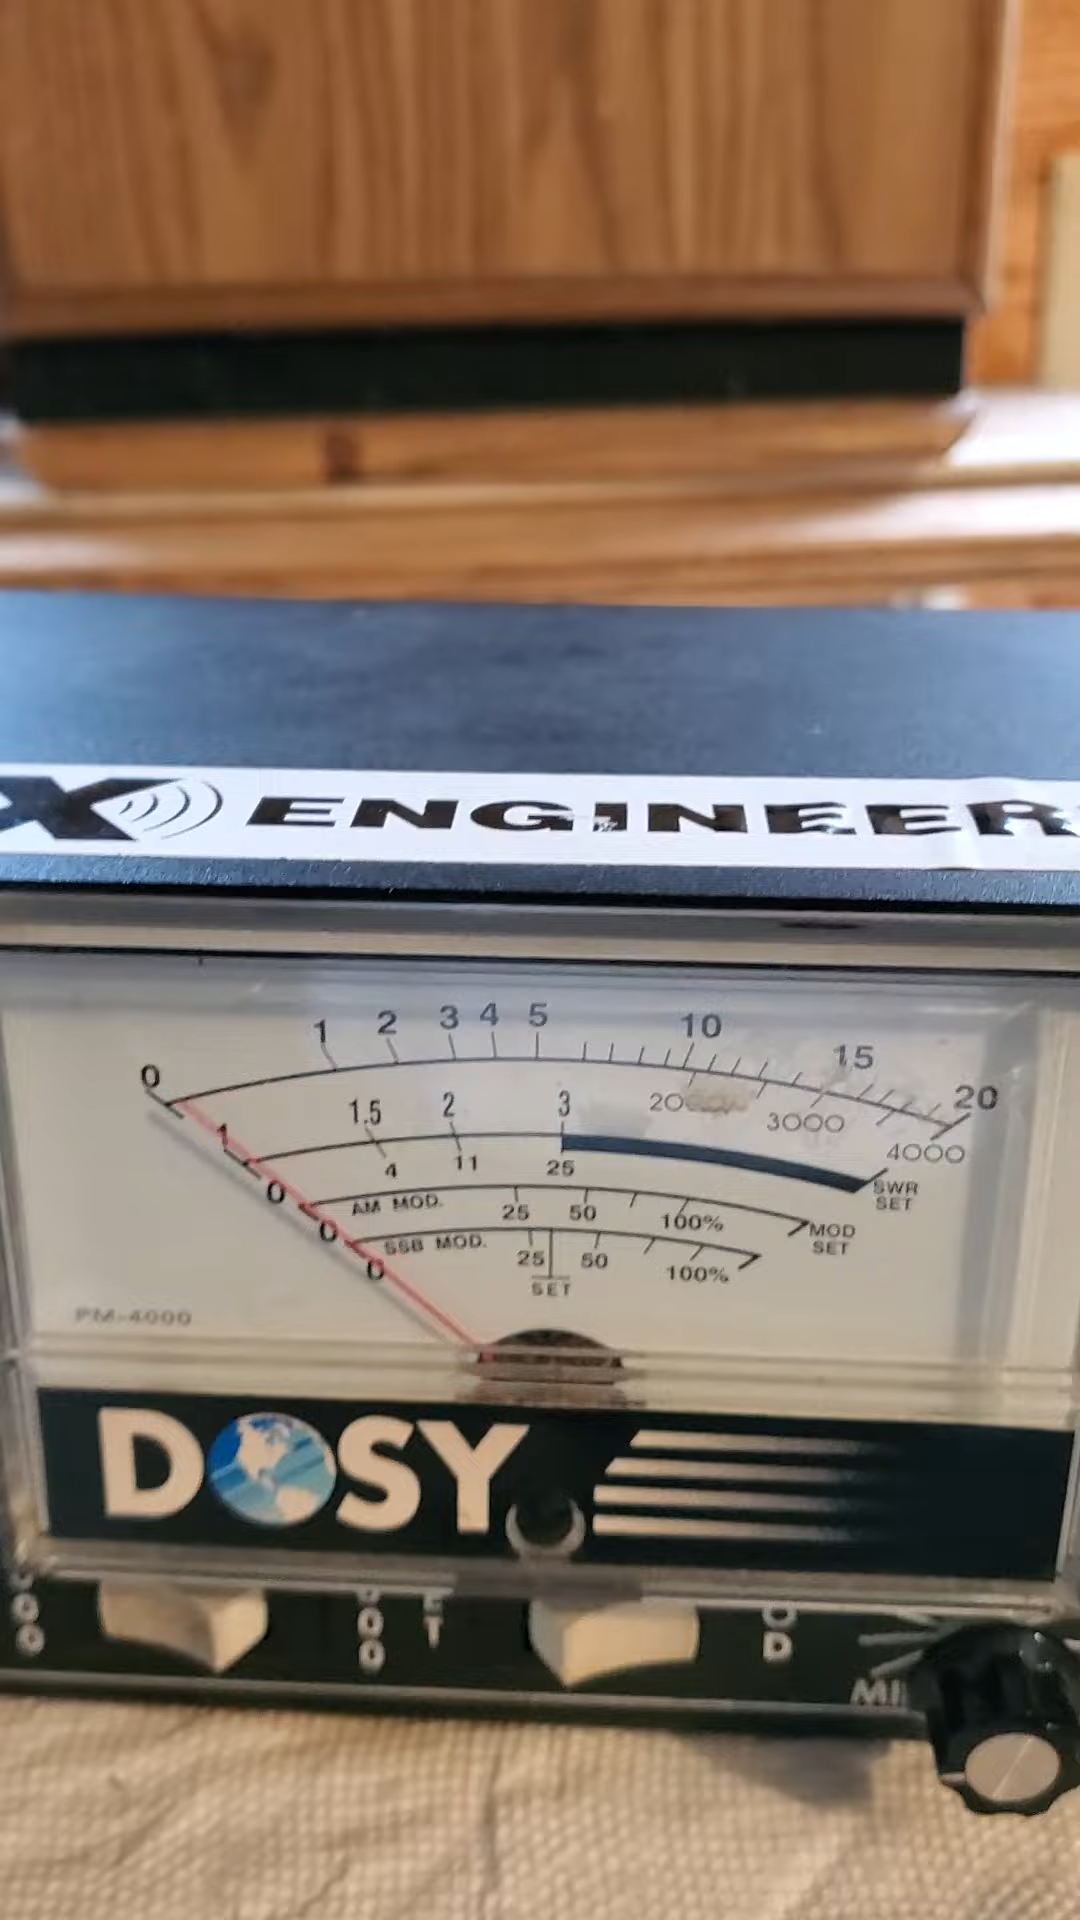 X ENGINEER
0 1 2 3 4 5 10 15 20
3000 4000
1 1.5 2 3 SWR SET
4 11 25
0 AM MOD. 25 50 100% MOD SET
0 SSB MOD. 25 SET 50 100%
0
PM-4000
DOSY
MI